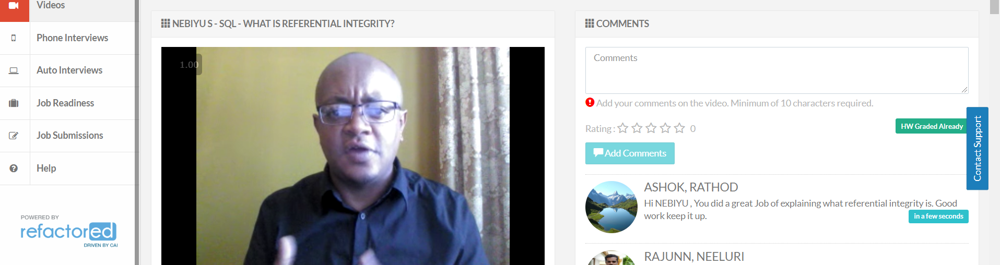 Videos
Phone Interviews
Auto Interviews
Job Readiness
Job Submissions
Help
POWERED BY
refactored
DRIVEN BY CAI
NEBIYU S - SQL - WHAT IS REFERENTIAL INTEGRITY?
1.00
COMMENTS
Comments
Add your comments on the video. Minimum of 10 characters required.
Rating : 0
HW Graded Already
Add Comments
Contact Support
ASHOK, RATHOD
Hi NEBIYU , You did a great Job of explaining what referential integrity is. Good
work keep it up.
in a few seconds
RAJUNN, NEELURI